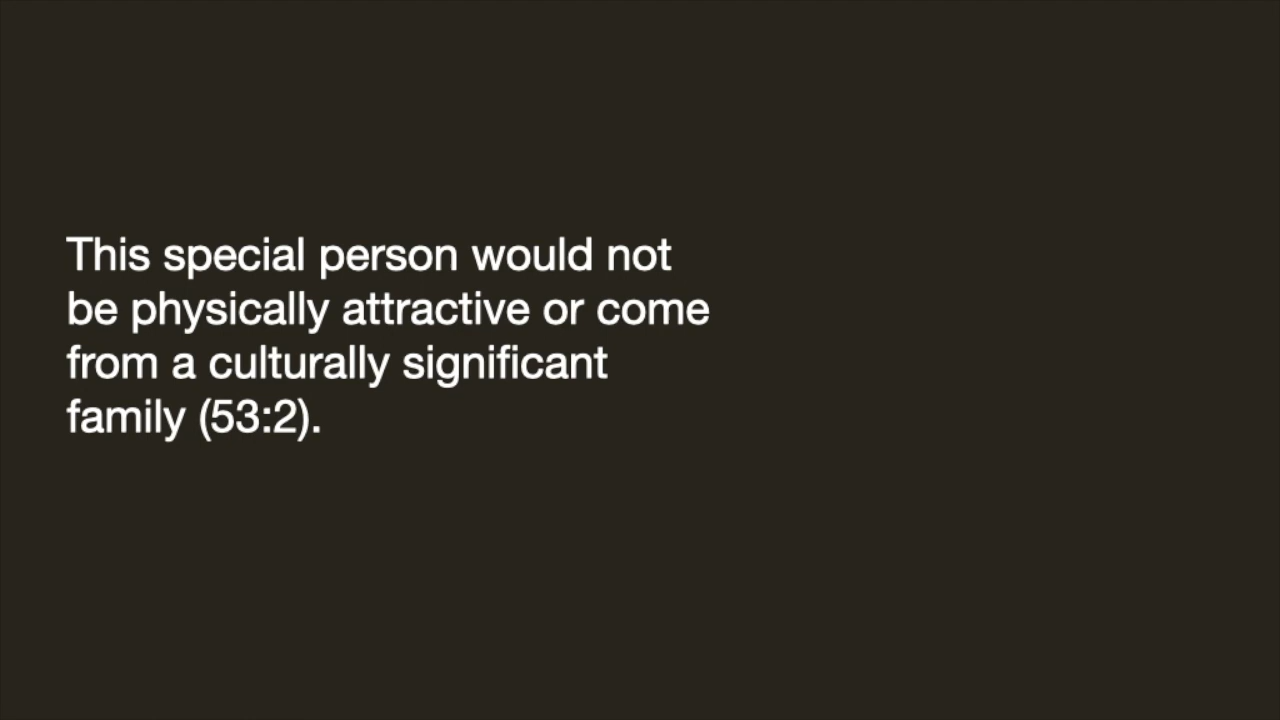 This special person would not
be physically attractive or come
from a culturally significant
family (53:2).